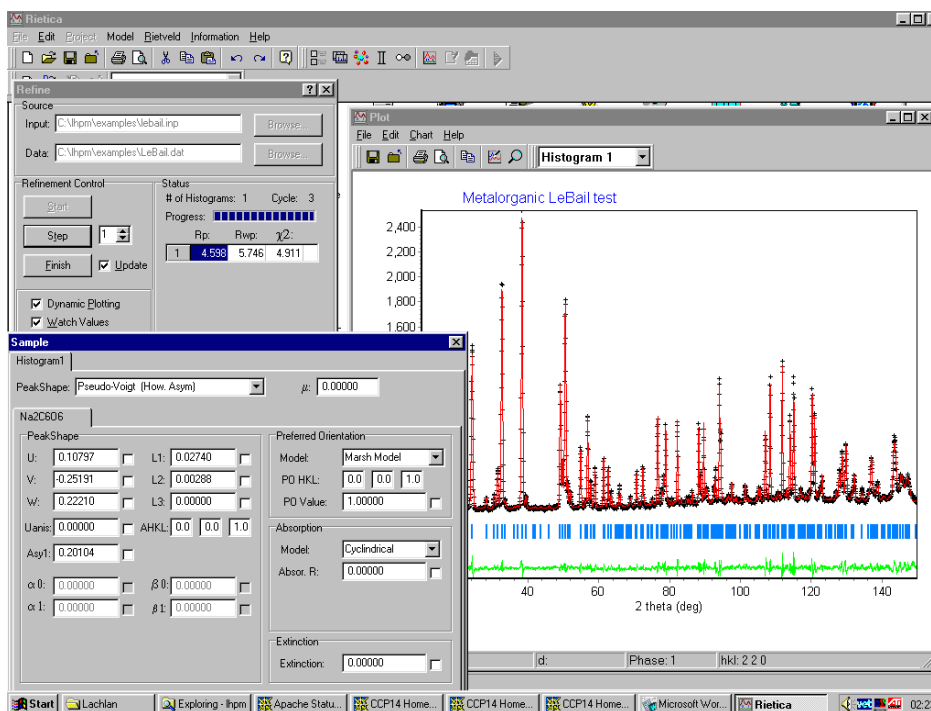 Rietica
File Edit Project Model Rietveld Information Help
Refine
Source
Input: C:\lhpm\examples\lebail.inp Browse...
Data: C:\lhpm\examples\LeBail.dat Browse...
Refinement Control
Start
Step 1
Finish Update
Status
# of Histograms: 1 Cycle: 3
Progress:
Rp: Rwp: χ2:
1 4.598 5.746 4.911
Dynamic Plotting
Watch Values
Plot
File Edit Chart Help
Histogram 1
Metalorganic LeBail test
2,400
2,200
2,000
1,800
1,600
40 60 80 100 120 140
2 theta (deg)
d: Phase: 1 hkl: 2 2 0
Sample
Histogram1
PeakShape: Pseudo-Voigt (How. Asym) μ: 0.00000
Na2C6O6
PeakShape
U: 0.10797 L1: 0.02740
V: -0.25191 L2: 0.00288
W: 0.22210 L3: 0.00000
Uanis: 0.00000 AHKL: 0.0 0.0 1.0
Asy1: 0.20104
α 0: 0.00000 β 0: 0.00000
α 1: 0.00000 β 1: 0.00000
Preferred Orientation
Model: Marsh Model
PO HKL: 0.0 0.0 1.0
PO Value: 1.00000
Absorption
Model: Cyclindrical
Absor. R: 0.00000
Extinction
Extinction: 0.00000
Start Lachlan Exploring - lhpm Apache Statu... CCP14 Home... CCP14 Home... CCP14 Home... Microsoft Wor... Rietica vet